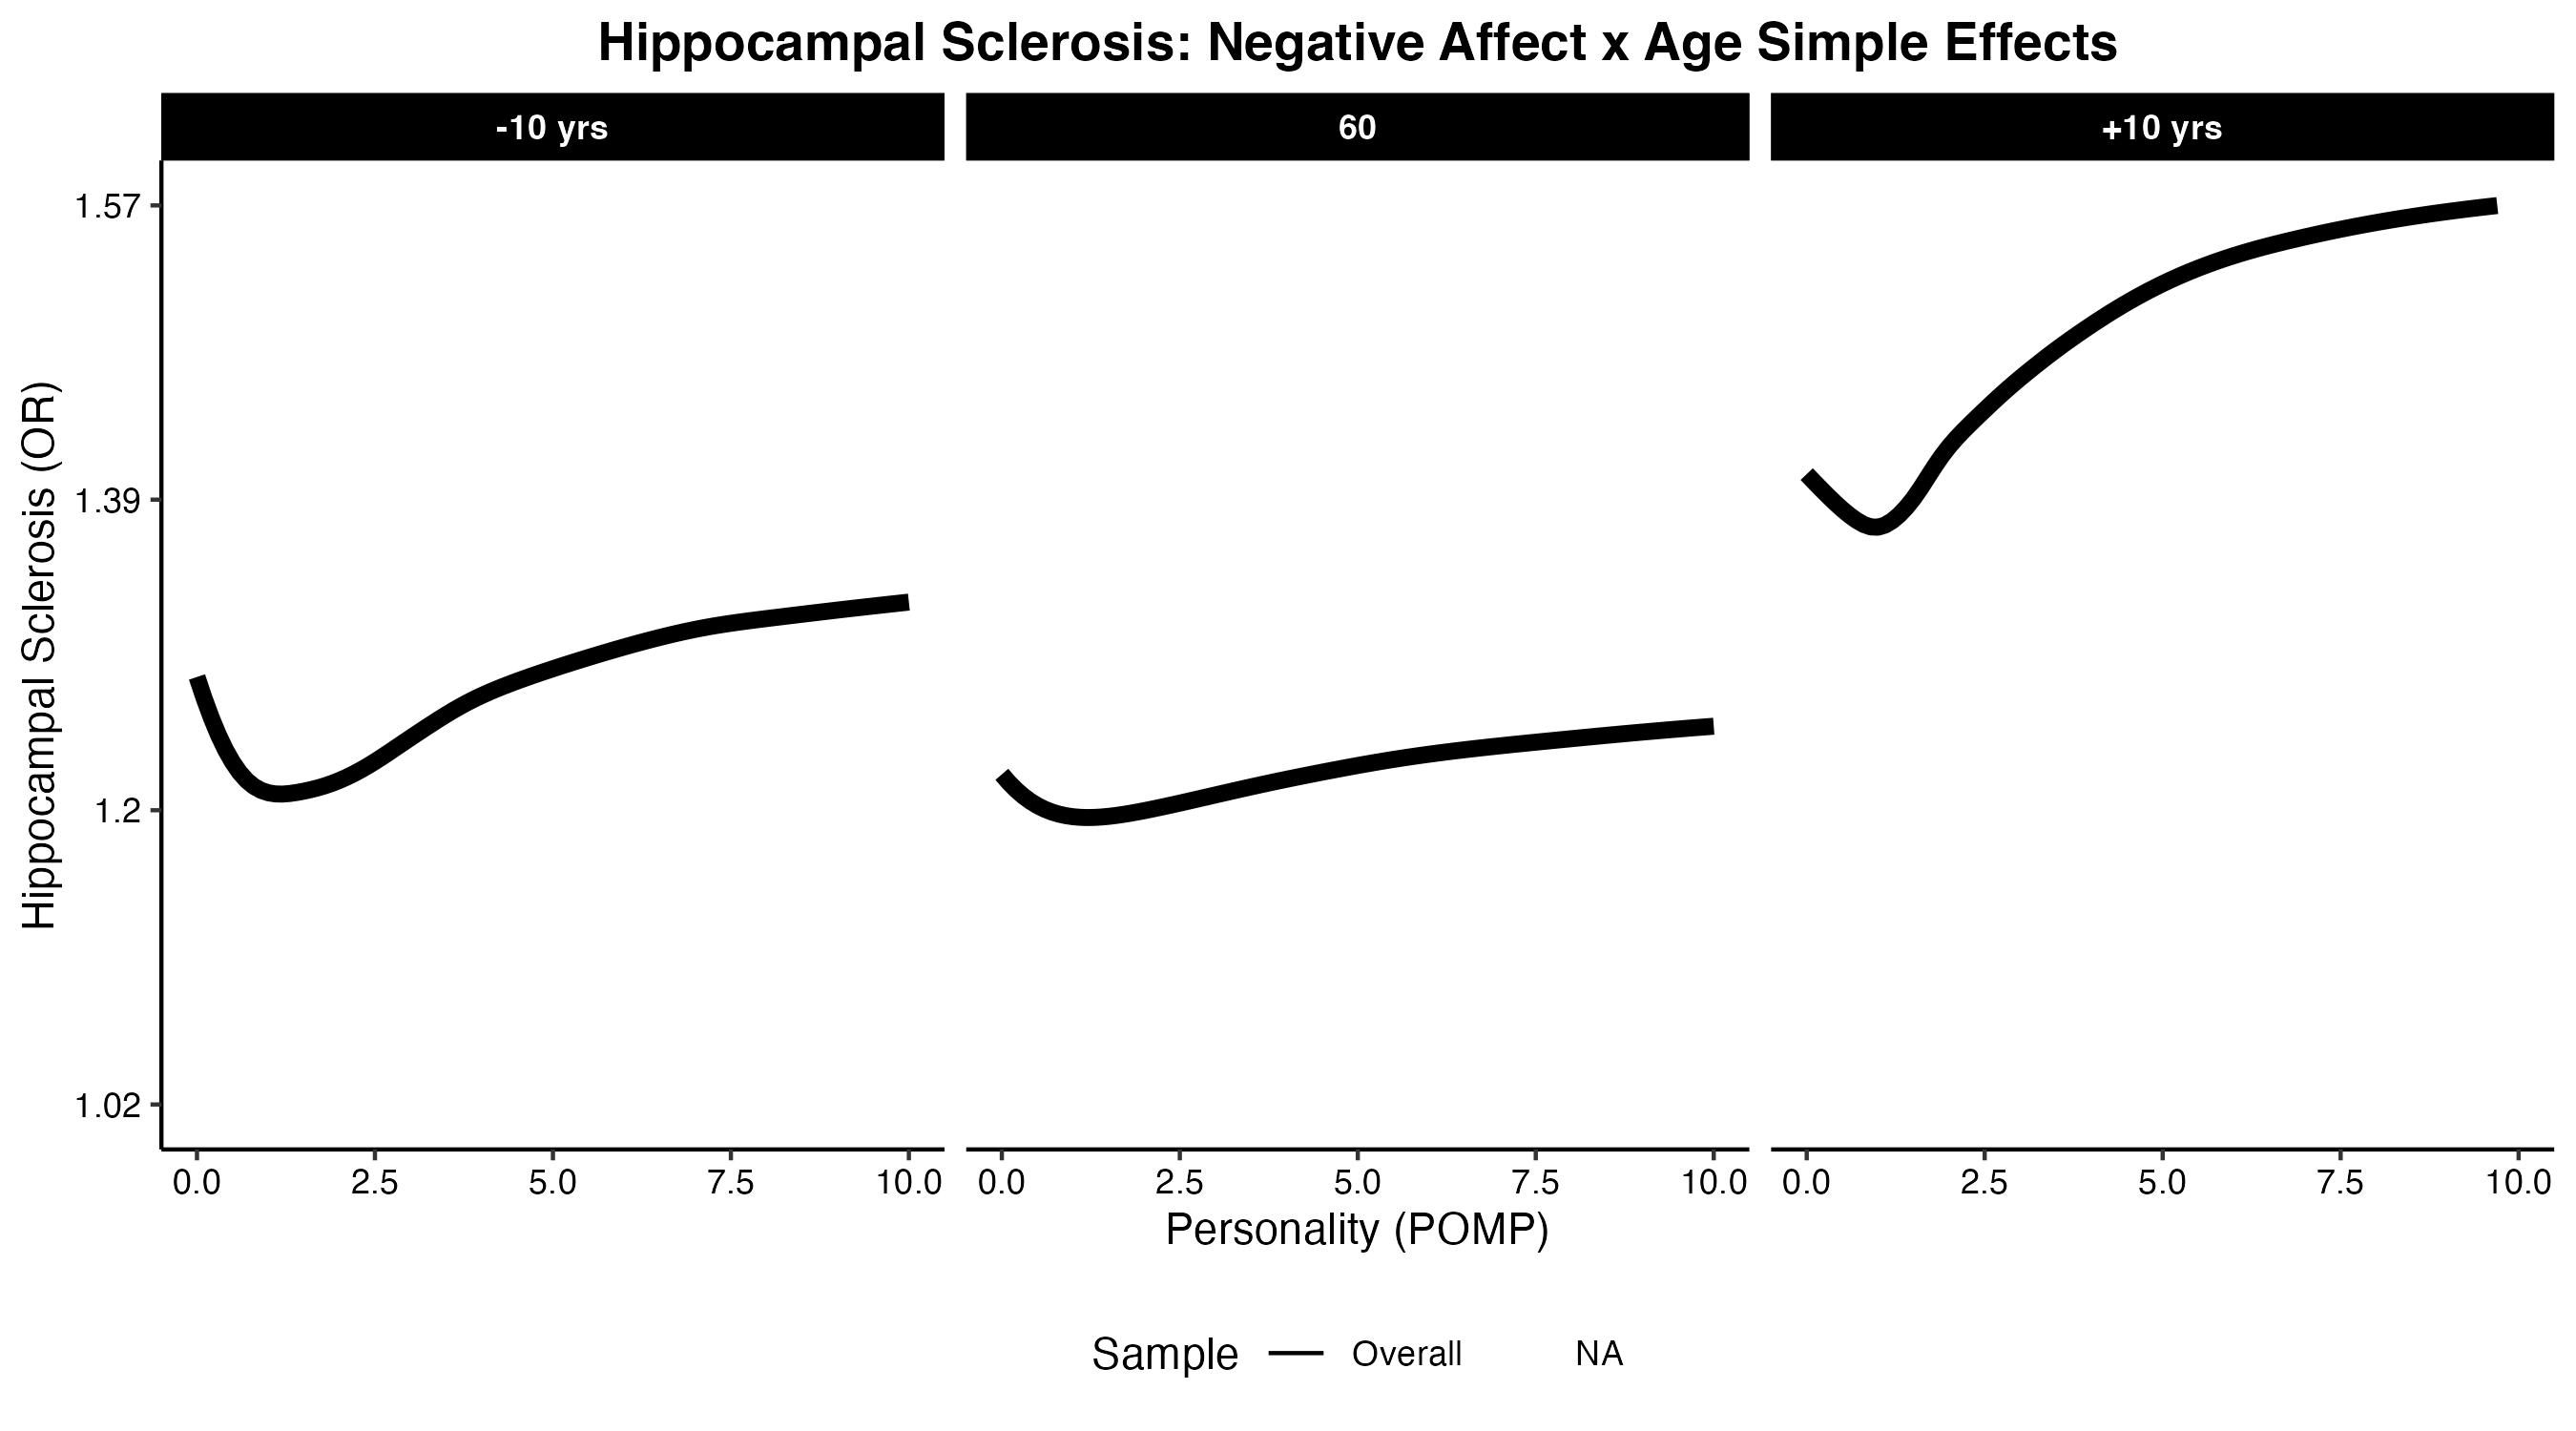 Hippocampal Sclerosis: Negative Affect x Age Simple Effects
-10 yrs
60
+10 yrs
Hippocampal Sclerosis (OR)
1.57
1.39
1.2
1.02
0.0 2.5 5.0 7.5 10.0
0.0 2.5 5.0 7.5 10.0
0.0 2.5 5.0 7.5 10.0
Personality (POMP)
Sample Overall NA